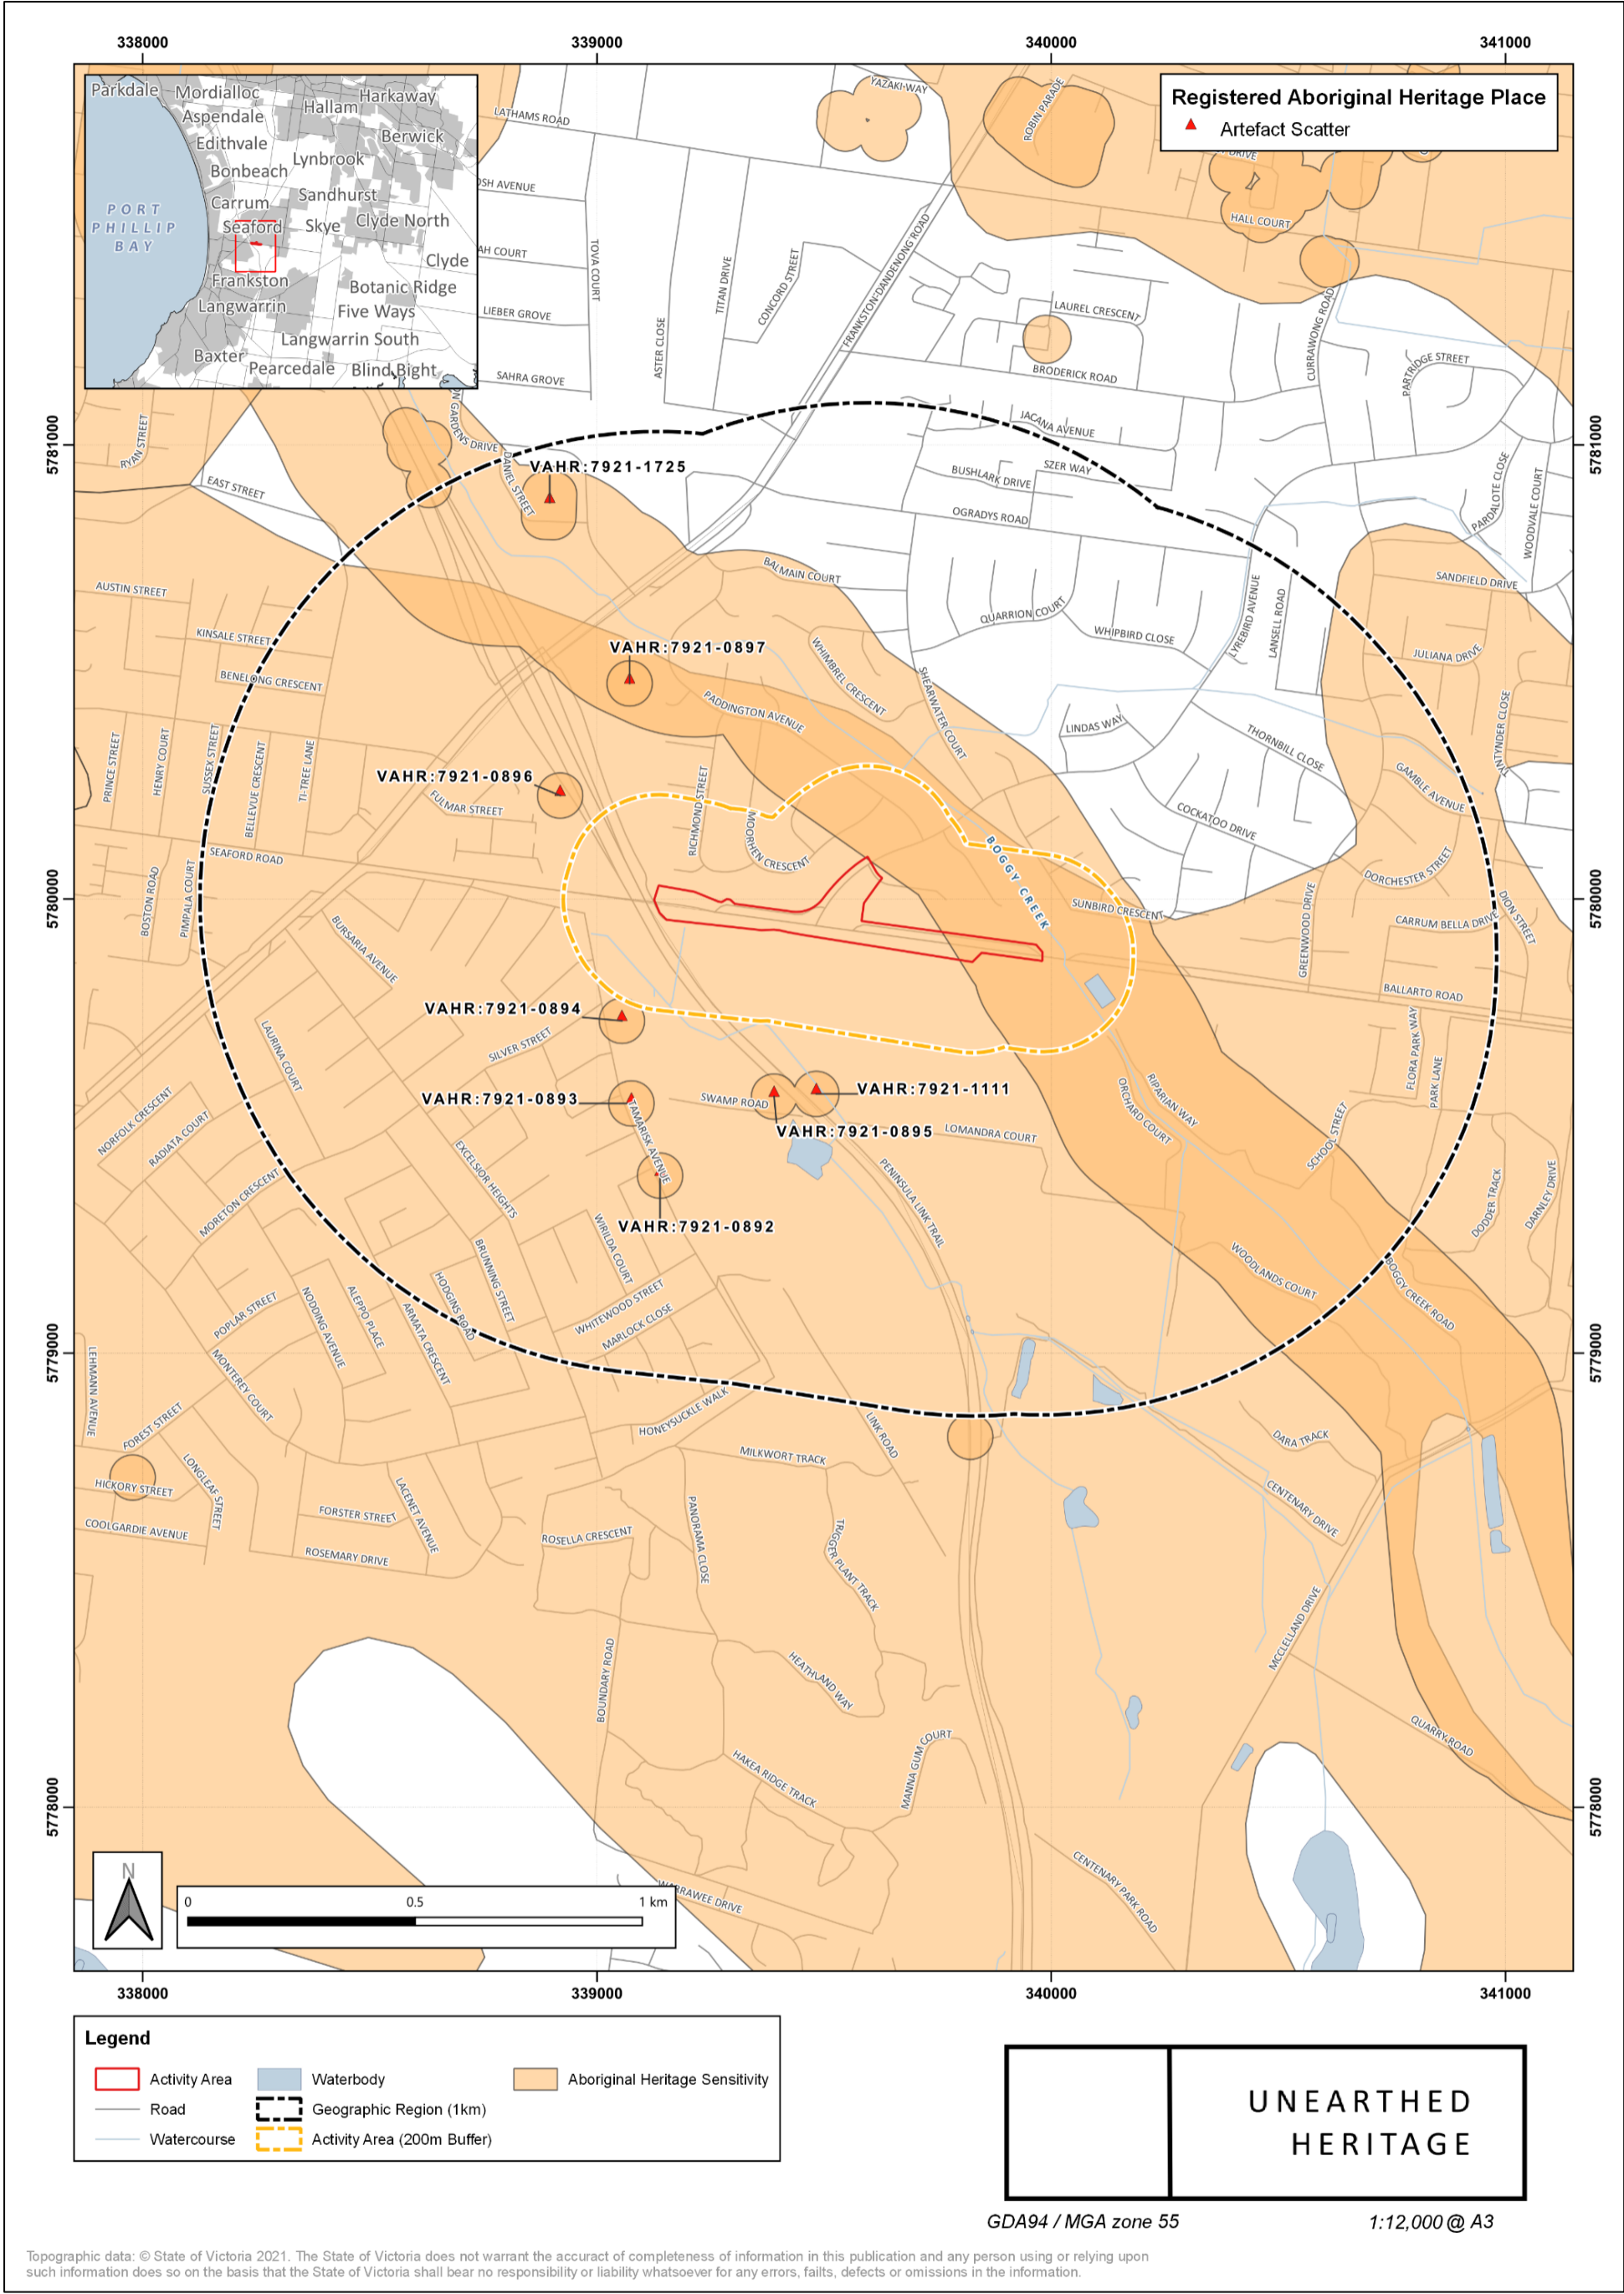 338000
339000
340000
341000
Parkdale
Mordialloc
Aspendale
Hallam
Harkaway
Edithvale
Berwick
Lynbrook
Bonbeach
Sandhurst
Carrum
Clyde North
Seaford
Skye
PORT
PHILLIP
BAY
Clyde
Frankston
Botanic Ridge
Langwarrin
Five Ways
Langwarrin South
Baxter
Pearcedale
Blind Bight
Registered Aboriginal Heritage Place
Artefact Scatter
LATHAMS ROAD
YAZAKI WAY
ROBIN PARADE
DRIVE
HALL COURT
OSH AVENUE
AH COURT
TOVA COURT
TITAN DRIVE
CONCORD STREET
FRANKSTON-DANDENONG ROAD
LIEBER GROVE
ASTER CLOSE
LAUREL CRESCENT
CURRAWONG ROAD
PARTRIDGE STREET
SAHRA GROVE
BRODERICK ROAD
ON GARDENS DRIVE
JACANA AVENUE
RYAN STREET
5781000
5781000
EAST STREET
DANIEL STREET
VAHR:7921-1725
BUSHLARK DRIVE
SZER WAY
OGRADYS ROAD
PARDALOTE CLOSE
WOODVALE COURT
AUSTIN STREET
BALMAIN COURT
SANDFIELD DRIVE
KINSALE STREET
QUARRION COURT
WHIPBIRD CLOSE
LYREBIRD AVENUE
LANSELL ROAD
VAHR:7921-0897
WHIMBREL CRESCENT
JULIANA DRIVE
BENELONG CRESCENT
PADDINGTON AVENUE
SHEARWATER COURT
LINDAS WAY
THORNBILL CLOSE
TYNTYNDER CLOSE
PRINCE STREET
HENRY COURT
SUSSEX STREET
BELLEVUE CRESCENT
TI-TREE LANE
VAHR:7921-0896
FULMAR STREET
RICHMOND STREET
MOORHEN CRESCENT
GAMBLE AVENUE
COCKATOO DRIVE
SEAFORD ROAD
BOGGY CREEK
DORCHESTER STREET
5780000
5780000
BOSTON ROAD
PIMPALA COURT
SUNBIRD CRESCENT
GREENWOOD DRIVE
CARRUM BELLA DRIVE
DION STREET
BURSARIA AVENUE
BALLARTO ROAD
VAHR:7921-0894
LAURINA COURT
SILVER STREET
FLORA PARK WAY
PARK LANE
VAHR:7921-0893
SWAMP ROAD
VAHR:7921-1111
VAHR:7921-0895
LOMANDRA COURT
ORCHARD COURT
RIPARIAN WAY
SCHOOL STREET
NORFOLK CRESCENT
RADIATA COURT
TAMARISK AVENUE
EXCELSIOR HEIGHTS
PENINSULA LINK TRAIL
MORETON CRESCENT
VAHR:7921-0892
DODDER TRACK
DARNLEY DRIVE
WIRILDA COURT
BRUNNING STREET
WOODLANDS COURT
BOGGY CREEK ROAD
HODGINS ROAD
WHITEWOOD STREET
MARLOCK CLOSE
POPLAR STREET
NODDING AVENUE
ALEPPO PLACE
ARMATA CRESCENT
5779000
5779000
LEHMANN AVENUE
MONTEREY COURT
HONEYSUCKLE WALK
LINK ROAD
FOREST STREET
MILKWORT TRACK
DARA TRACK
HICKORY STREET
LONGLEAF STREET
LACENET AVENUE
FORSTER STREET
PANORAMA CLOSE
CENTENARY DRIVE
COOLGARDIE AVENUE
ROSEMARY DRIVE
ROSELLA CRESCENT
TRIGGER PLANT TRACK
MCCLELLAND DRIVE
BOUNDARY ROAD
HEATHLAND WAY
QUARRY ROAD
HAKEA RIDGE TRACK
MANNA GUM COURT
5778000
5778000
CENTENARY PARK ROAD
N
0
0.5
1 km
WARRAWEE DRIVE
338000
339000
340000
341000
Legend
Activity Area
Waterbody
Aboriginal Heritage Sensitivity
Road
Geographic Region (1km)
Watercourse
Activity Area (200m Buffer)
UNEARTHED
HERITAGE
GDA94 / MGA zone 55
1:12,000 @ A3
Topographic data: © State of Victoria 2021. The State of Victoria does not warrant the accuract of completeness of information in this publication and any person using or relying upon
such information does so on the basis that the State of Victoria shall bear no responsibility or liability whatsoever for any errors, failts, defects or omissions in the information.